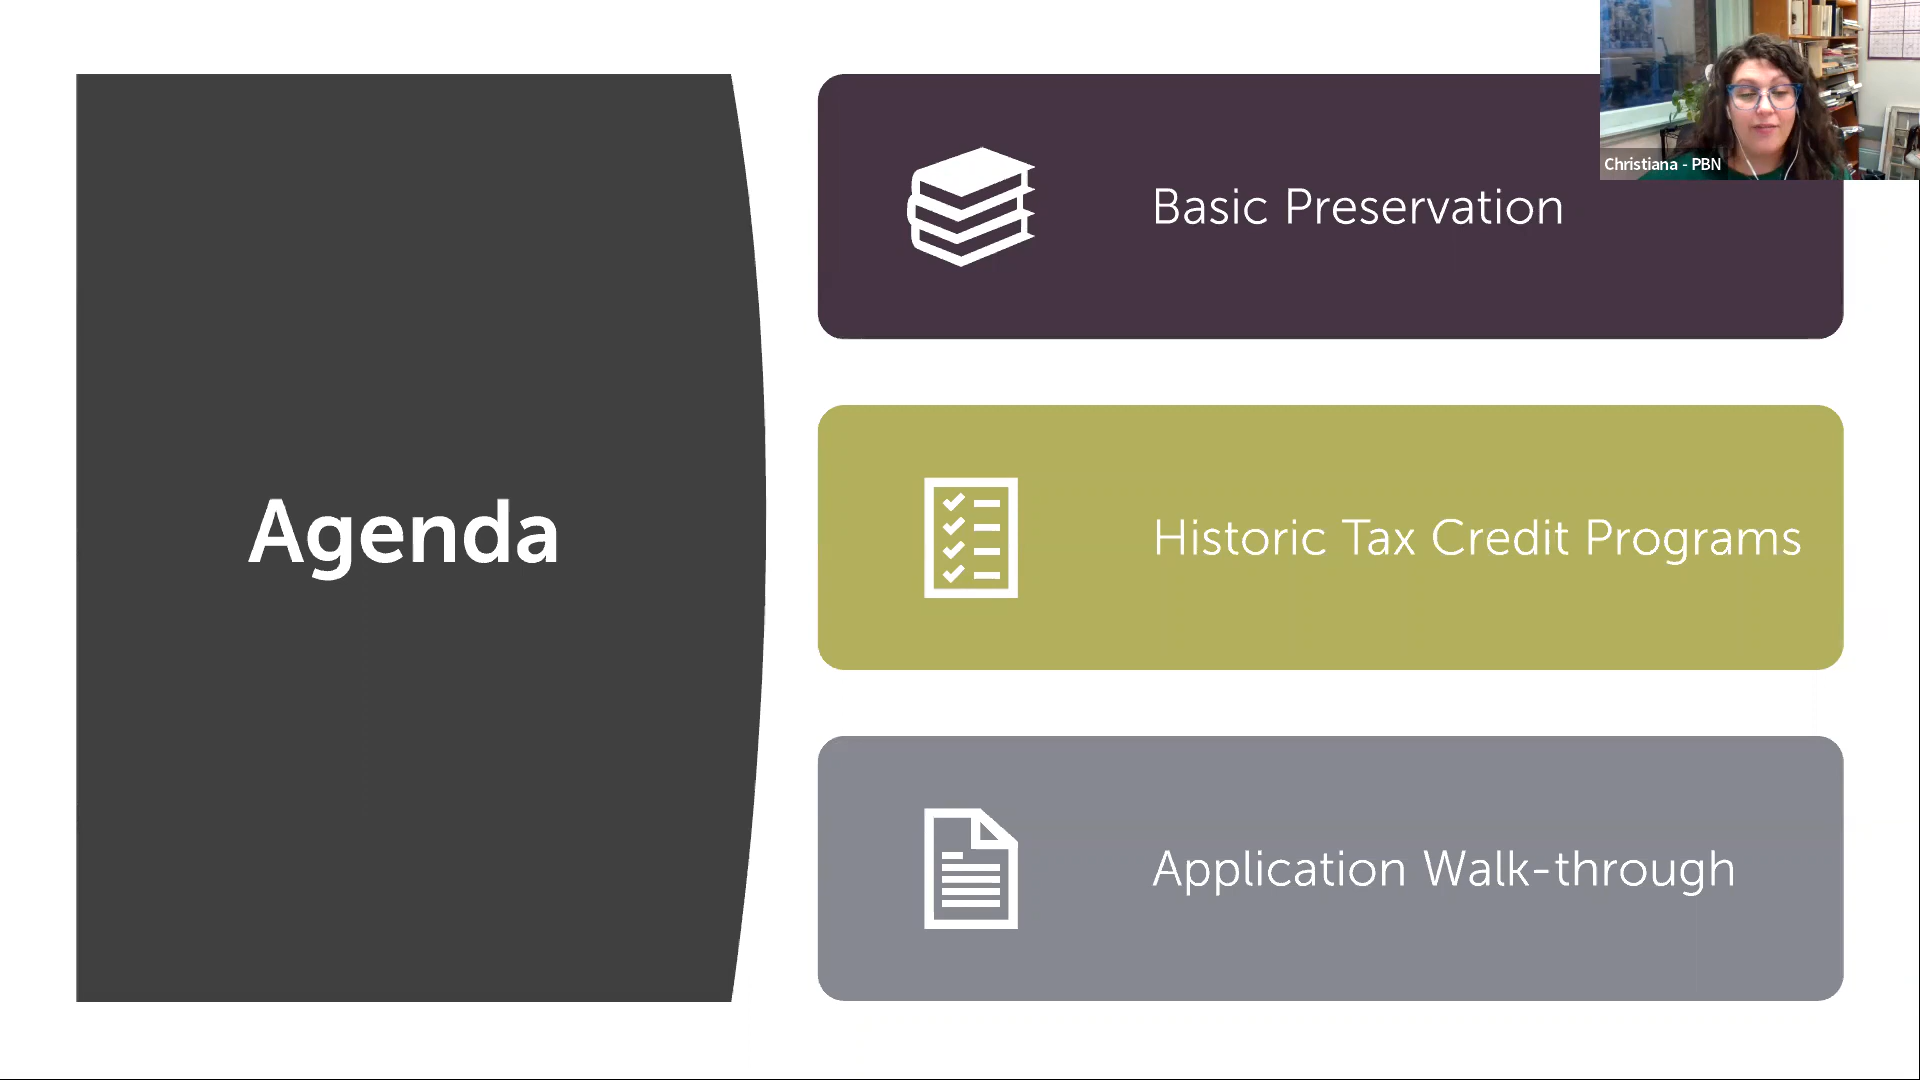 Agenda
Basic Preservation
Historic Tax Credit Programs
Application Walk-through
Christiana - PBN